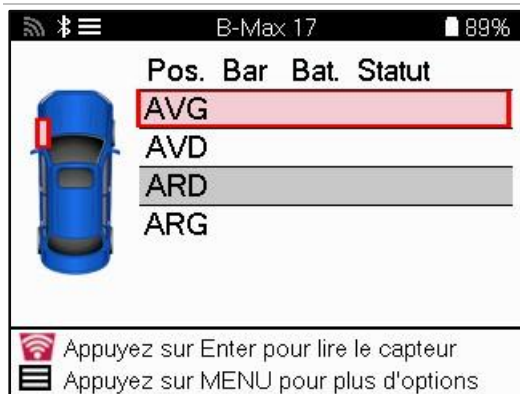 B-Max 17 89%
Pos. Bar Bat. Statut
AVG
AVD
ARD
ARG
Appuyez sur Enter pour lire le capteur
Appuyez sur MENU pour plus d'options